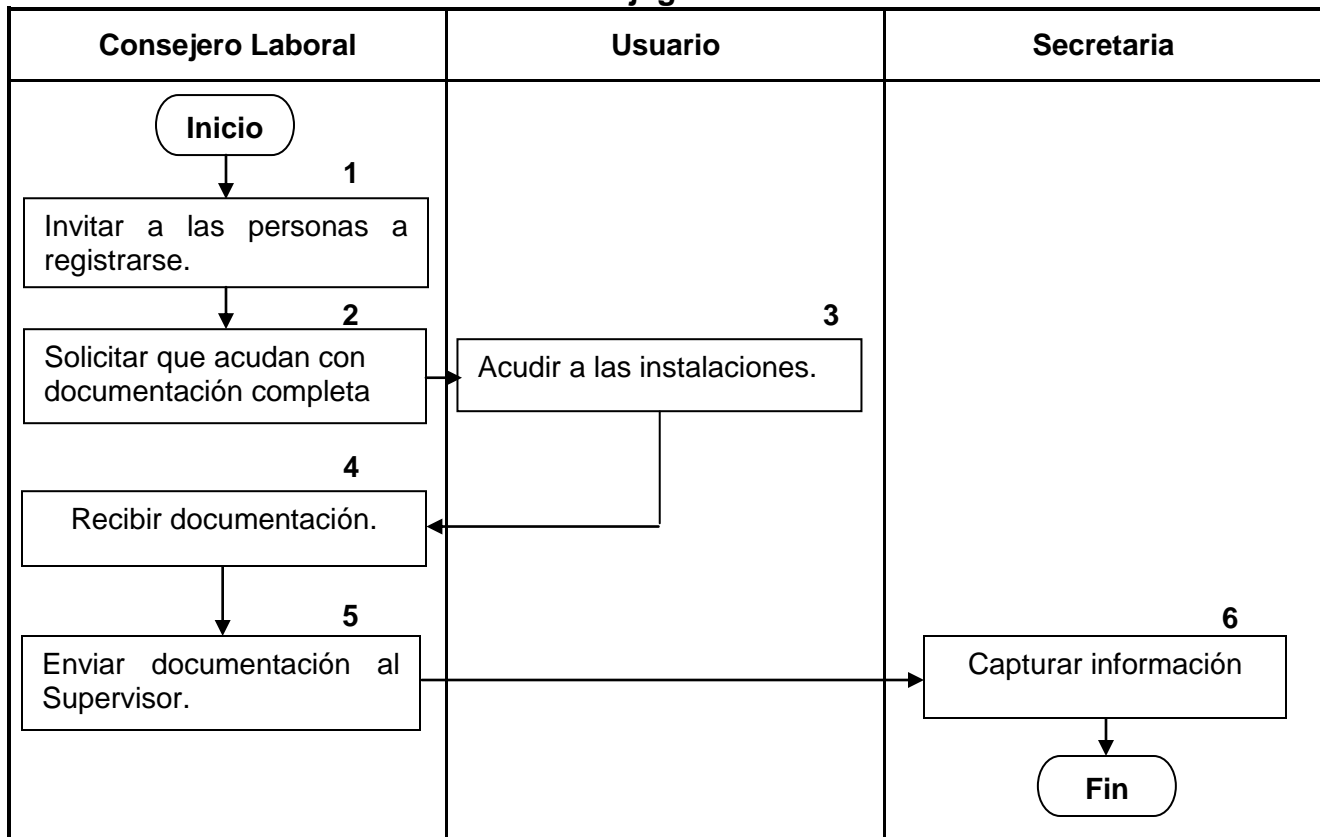 Consejero Laboral
Usuario
Secretaria
Inicio
1
Invitar a las personas a
registrarse.
2
Solicitar que acudan con
documentación completa
3
Acudir a las instalaciones.
4
Recibir documentación.
5
Enviar documentación al
Supervisor.
6
Capturar información
Fin